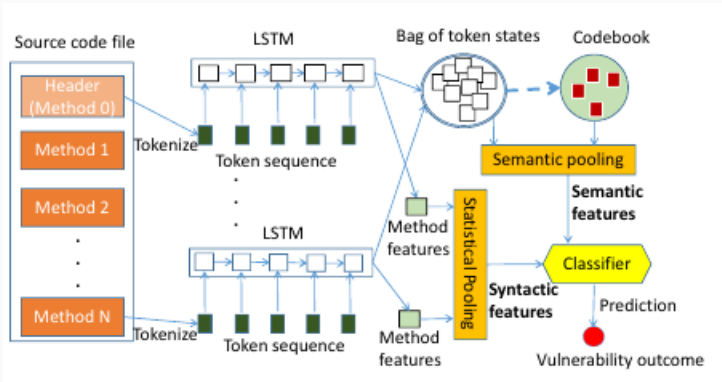 Source code file
Header
(Method 0)
Method 1
Method 2
.
.
.
Method N
Tokenize
Tokenize
LSTM
Token sequence
.
.
.
LSTM
Token sequence
Bag of token states
Codebook
Semantic pooling
Semantic
features
Method
features
Statistical Pooling
Method
features
Syntactic
features
Classifier
Prediction
Vulnerability outcome